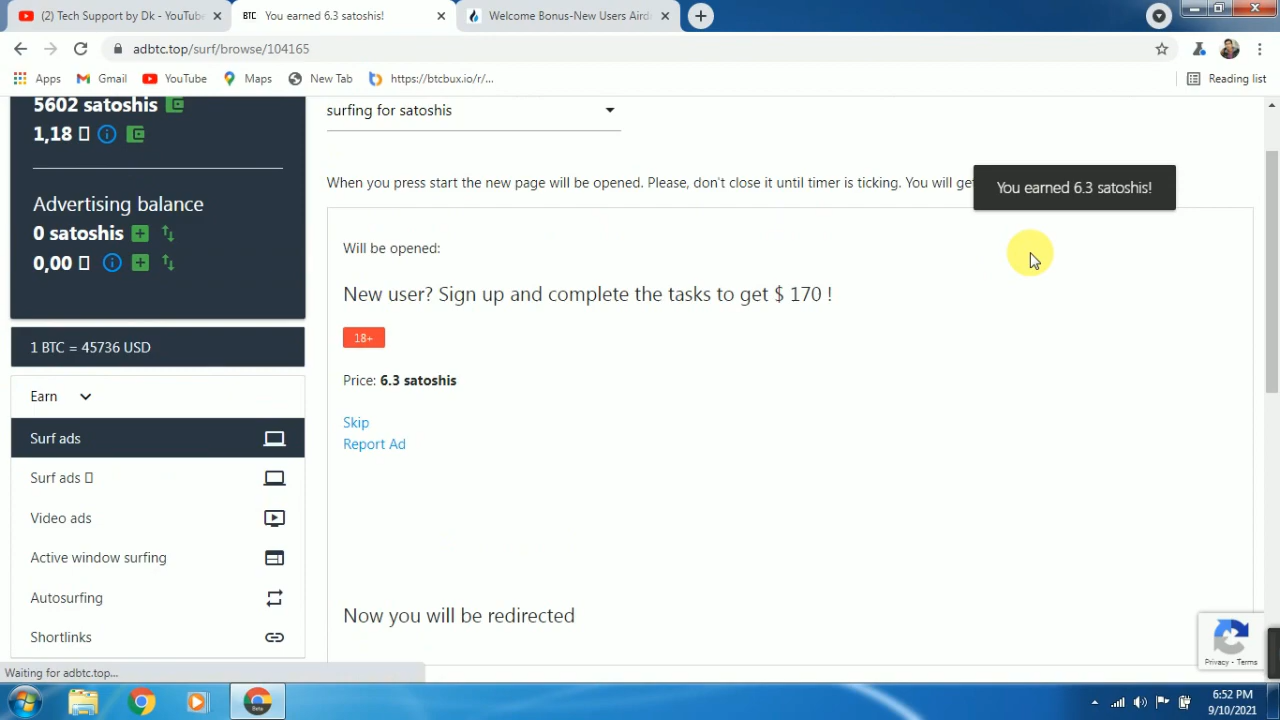 (2) Tech Support by Dk - YouTube
BTC You earned 6.3 satoshis!
Welcome Bonus-New Users Aird
adbtc.top/surf/browse/104165
Apps
Gmail
YouTube
Maps
New Tab
https://btcbux.io/r/...
Reading list
5602 satoshis
1,18
Advertising balance
0 satoshis
0,00
1 BTC = 45736 USD
Earn
Surf ads
Surf ads
Video ads
Active window surfing
Autosurfing
Shortlinks
surfing for satoshis
When you press start the new page will be opened. Please, don't close it until timer is ticking. You will get
You earned 6.3 satoshis!
Will be opened:
New user? Sign up and complete the tasks to get $ 170 !
18+
Price: 6.3 satoshis
Skip
Report Ad
Now you will be redirected
Privacy - Terms
Waiting for adbtc.top...
Beta
6:52 PM
9/10/2021